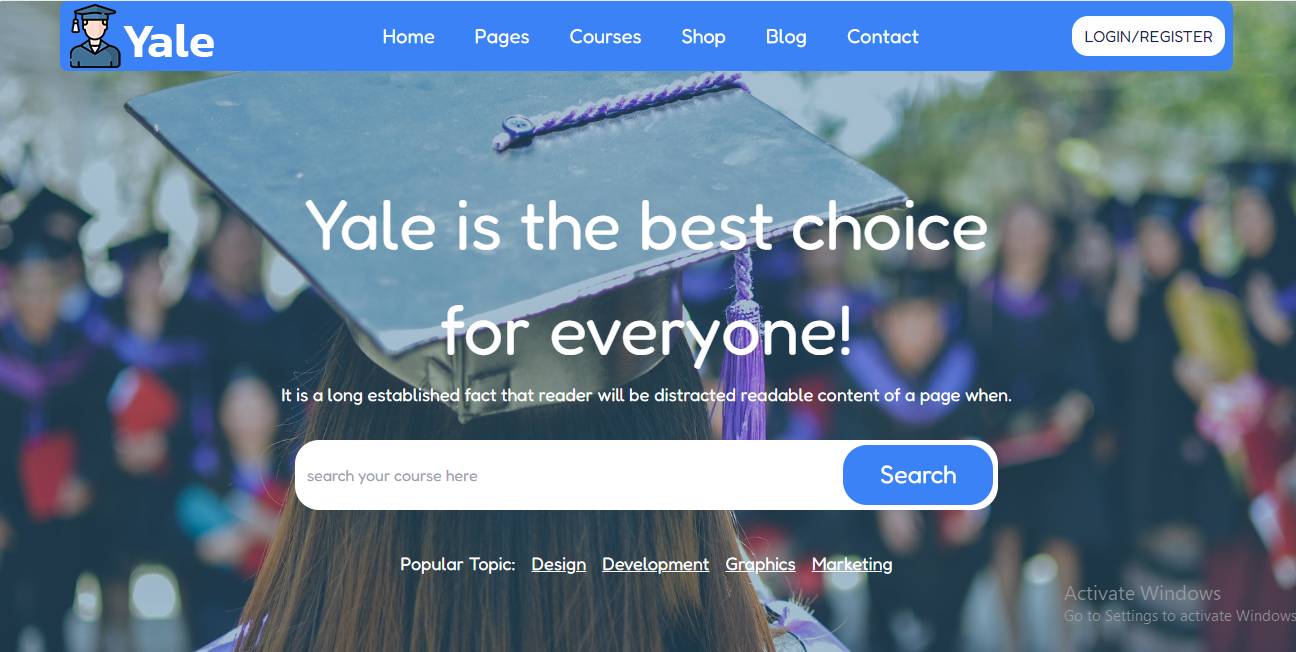 Yale
Home Pages Courses Shop Blog Contact
LOGIN/REGISTER
Yale is the best choice
for everyone!
It is a long established fact that reader will be distracted readable content of a page when.
search your course here
Search
Popular Topic: Design Development Graphics Marketing
Activate Windows
Go to Settings to activate Windows